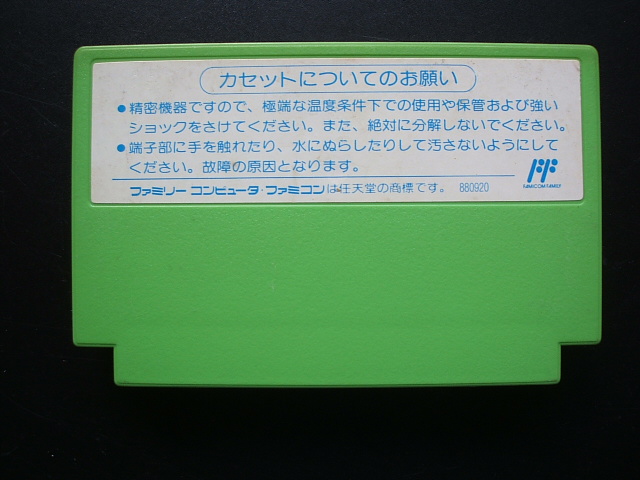 カセットについてのお願い
●精密機器ですので、極端な温度条件下での使用や保管および強い
ショックをさけてください。また、絶対に分解しないでください。
●端子部に手を触れたり、水にぬらしたりして汚さないようにして
ください。故障の原因となります。
FAMICOM FAMILY
ファミリー コンピュータ・ファミコンは任天堂の商標です。 880920